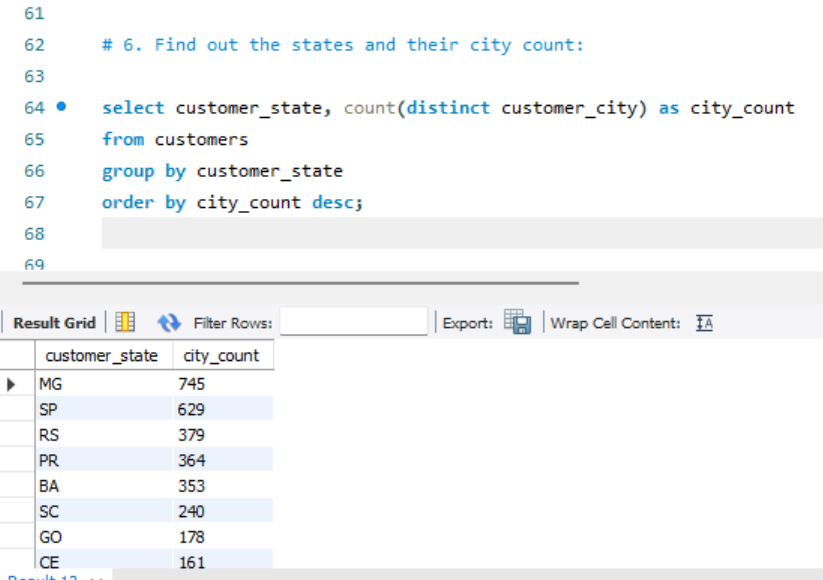 61
62 # 6. Find out the states and their city count:
63
64 select customer_state, count(distinct customer_city) as city_count
65 from customers
66 group by customer_state
67 order by city_count desc;
68
69
Result Grid Filter Rows: Export: Wrap Cell Content: IA
customer_state city_count
MG 745
SP 629
RS 379
PR 364
BA 353
SC 240
GO 178
CE 161